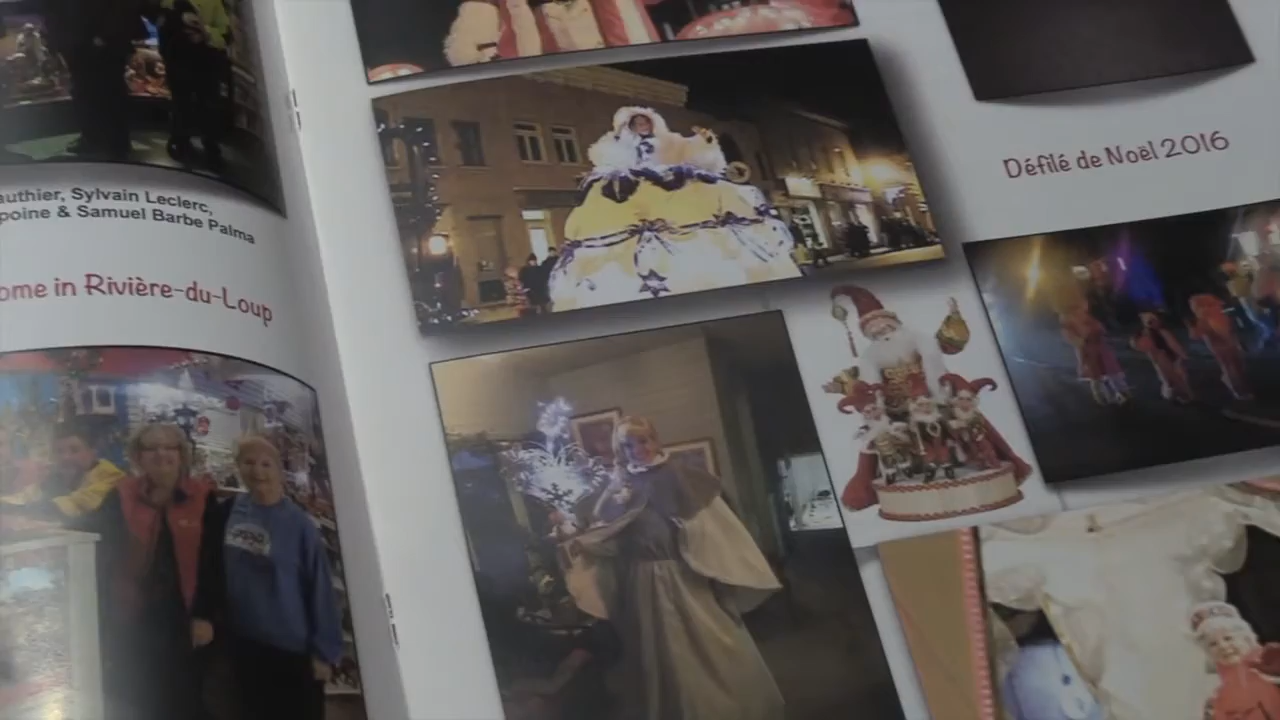 Sylvain Leclerc,
& Samuel Barbe Palma
in Rivière-du-Loup
Défilé de Noël 2016